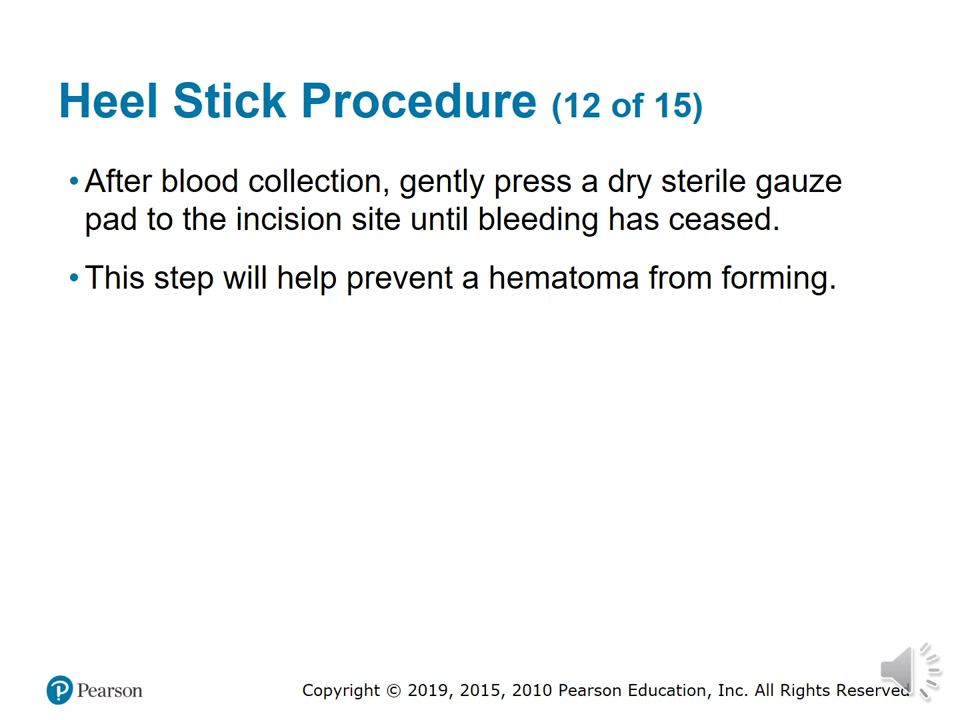 Heel Stick Procedure (12 of 15)
• After blood collection, gently press a dry sterile gauze
pad to the incision site until bleeding has ceased.
• This step will help prevent a hematoma from forming.
Pearson
Copyright © 2019, 2015, 2010 Pearson Education, Inc. All Rights Reserved